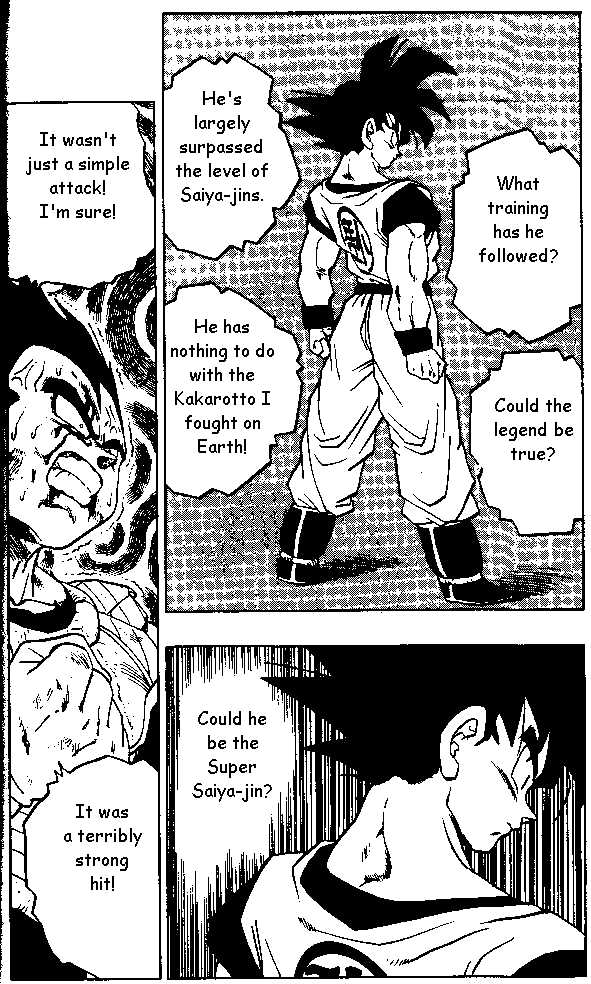 It wasn't
just a simple
attack!
I'm sure!
It was
a terribly
strong
hit!
He's
largely
surpassed
the level of
Saiya-jins.
He has
nothing to do
with the
Kakarotto I
fought on
Earth!
What
training
has he
followed?
Could the
legend be
true?
Could he
be the
Super
Saiya-jin?